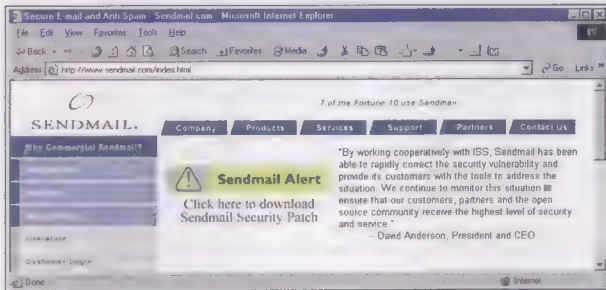 Secure E-mail and Anti-Spam - Sendmail.com - Microsoft Internet Explorer
File Edit View Favorites Tools Help
Back Search Favorites Media
Address http://www.sendmail.com/index.html Go Links »
7 of the Fortune 10 use Sendmail
SENDMAIL.
Company Products Services Support Partners Contact Us
Why Commercial Sendmail?
Sendmail Alert
Click here to download
Sendmail Security Patch
"By working cooperatively with ISS, Sendmail has been
able to rapidly correct the security vulnerability and
provide its customers with the tools to address the
situation. We continue to monitor this situation
ensure that our customers, partners and the open
source community receive the highest level of security
and service."
-- David Anderson, President and CEO
Literature
Customer Login
Done Internet